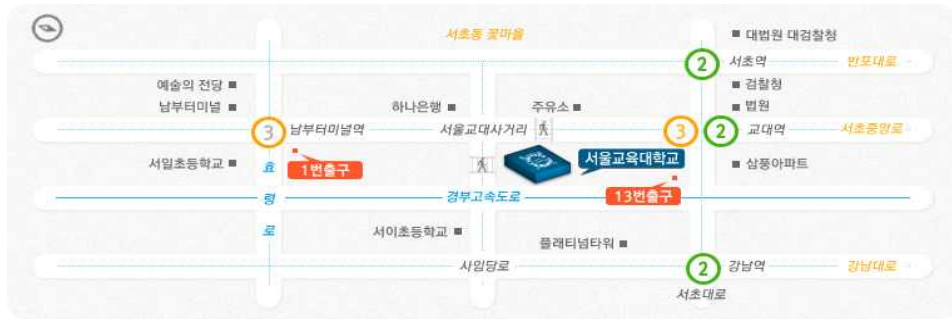 서초동 꽃마을
대법원 대검찰청
2 서초역 반포대로
예술의 전당
검찰청
남부터미널
하나은행
주유소
법원
3 남부터미널역
서울교대사거리
3 2 교대역 서초중앙로
서일초등학교
1번출구
서울교육대학교
삼풍아파트
효령로
경부고속도로
13번출구
서이초등학교
플래티넘타워
사임당로
2 강남역 강남대로
서초대로